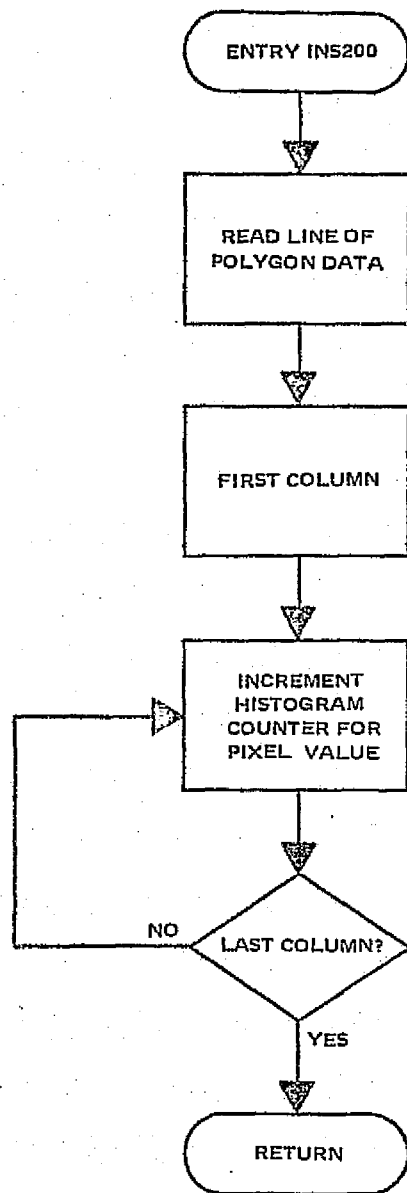 ENTRY INS200
READ LINE OF
POLYGON DATA
FIRST COLUMN
INCREMENT
HISTOGRAM
COUNTER FOR
PIXEL VALUE
NO
LAST COLUMN?
YES
RETURN